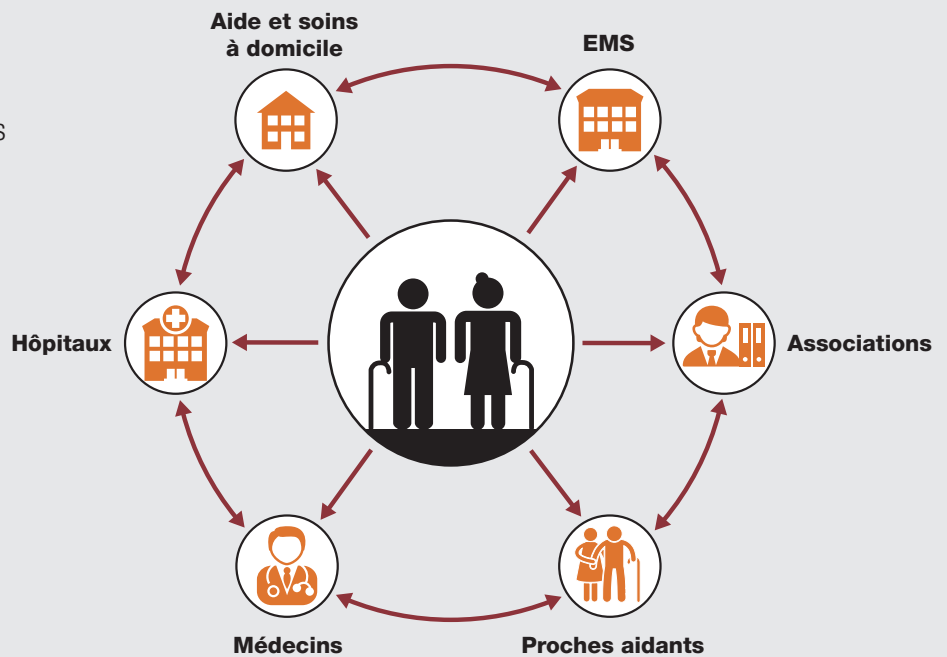 Aide et soins
à domicile
EMS
S
Hôpitaux
Associations
Médecins
Proches aidants